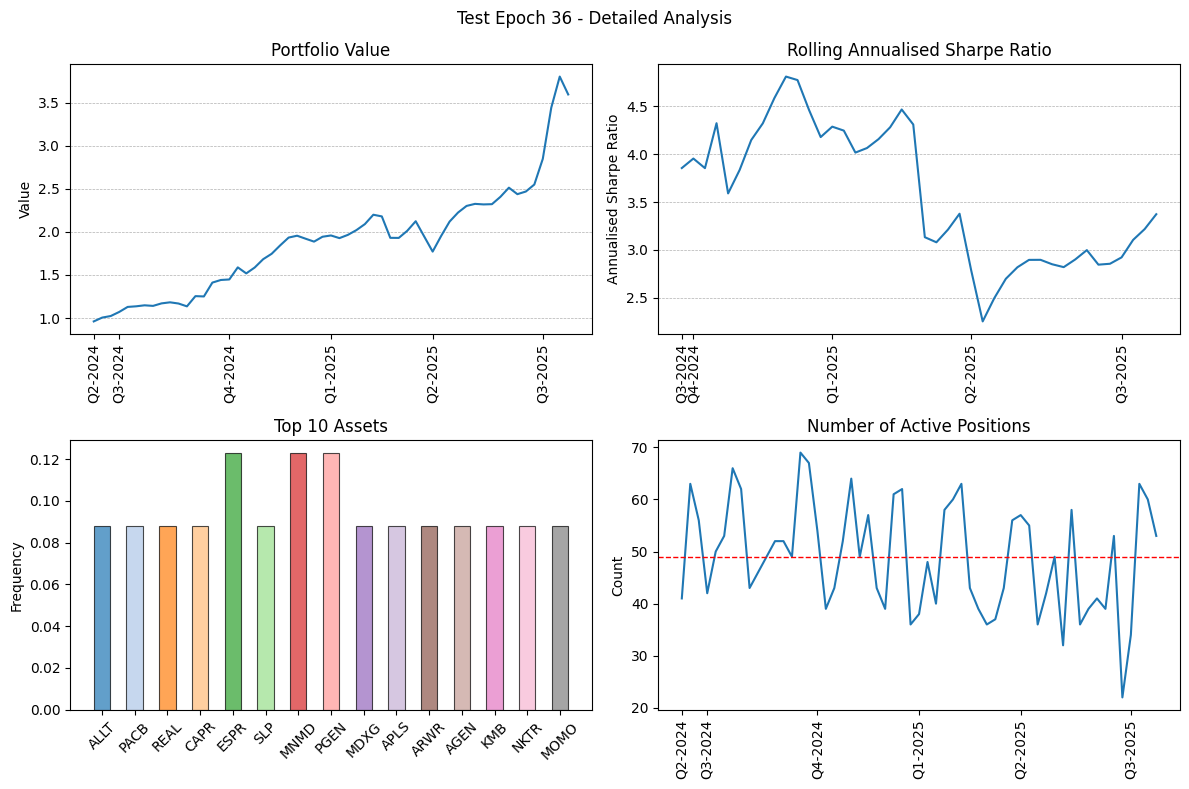 Test Epoch 36 - Detailed Analysis
Portfolio Value
Value
3.5
3.0
2.5
2.0
1.5
1.0
Q2-2024
Q3-2024
Q4-2024
Q1-2025
Q2-2025
Q3-2025
Rolling Annualised Sharpe Ratio
Annualised Sharpe Ratio
4.5
4.0
3.5
3.0
2.5
Q3-2024
Q4-2024
Q1-2025
Q2-2025
Q3-2025
Top 10 Assets
Frequency
0.12
0.10
0.08
0.06
0.04
0.02
0.00
ALLT
PACB
REAL
CAPR
ESPR
SLP
MNMD
PGEN
MDXG
APLS
ARWR
AGEN
KMB
NKTR
MOMO
Number of Active Positions
Count
70
60
50
40
30
20
Q2-2024
Q3-2024
Q4-2024
Q1-2025
Q2-2025
Q3-2025